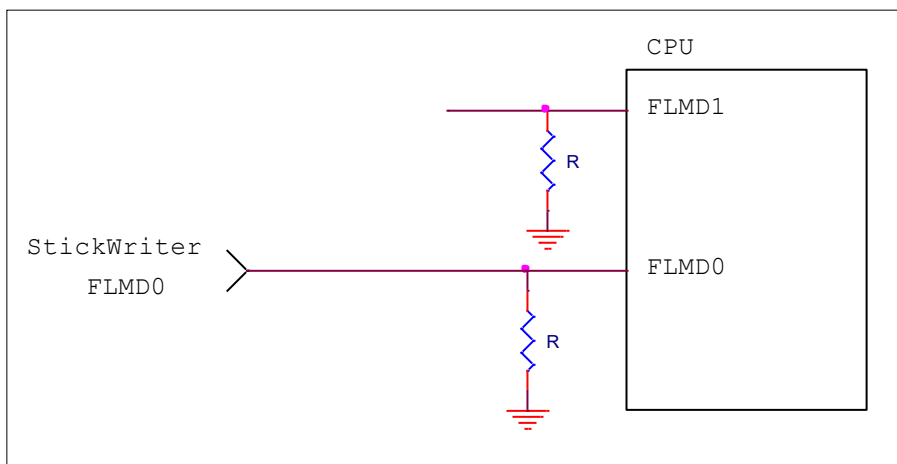 CPU
FLMD1
R
StickWriter
FLMD0
FLMD0
R